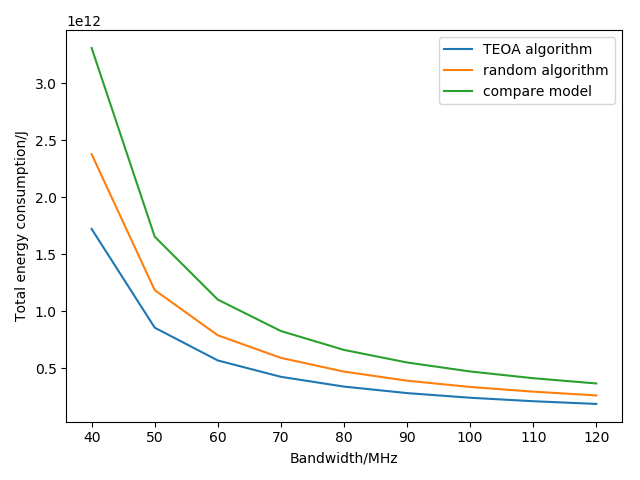 1e12
TEOA algorithm
random algorithm
compare model
3.0
2.5
2.0
1.5
1.0
0.5
Total energy consumption/J
40 50 60 70 80 90 100 110 120
Bandwidth/MHz